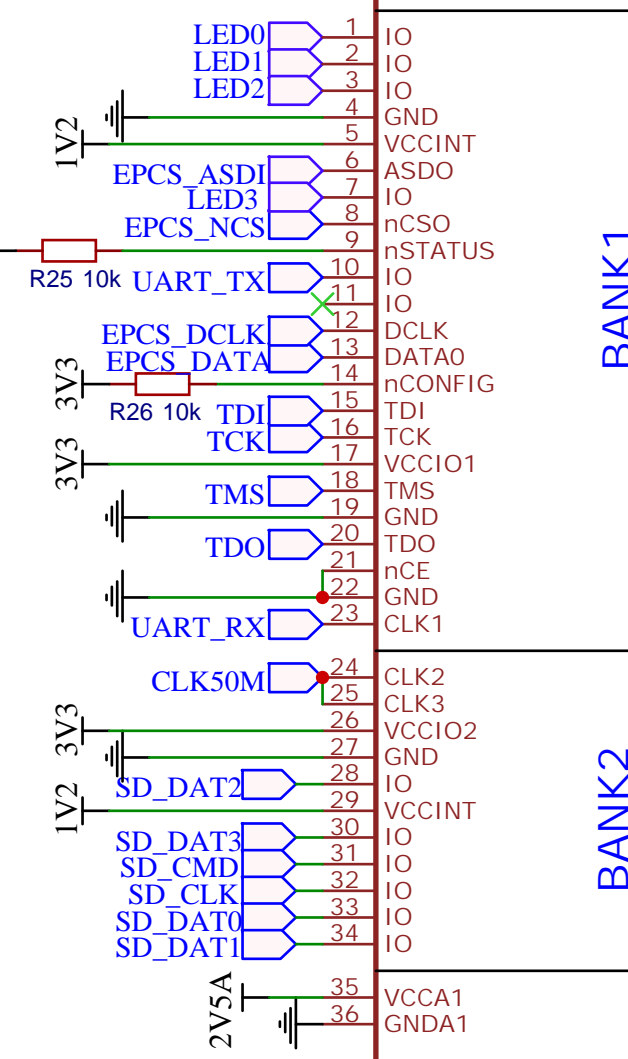 LED0 1 IO
LED1 2 IO
LED2 3 IO
4 GND
1V2 5 VCCINT
EPCS_ASDI 6 ASDO
LED3 7 IO
EPCS_NCS 8 nCSO
9 nSTATUS
R25 10k
UART_TX 10 IO
11 IO
BANK1
EPCS_DCLK 12 DCLK
EPCS_DATA 13 DATA0
3V3 14 nCONFIG
R26 10k
TDI 15 TDI
TCK 16 TCK
3V3 17 VCCIO1
TMS 18 TMS
19 GND
TDO 20 TDO
21 nCE
22 GND
UART_RX 23 CLK1
CLK50M 24 CLK2
25 CLK3
3V3 26 VCCIO2
27 GND
SD_DAT2 28 IO
1V2 29 VCCINT
BANK2
SD_DAT3 30 IO
SD_CMD 31 IO
SD_CLK 32 IO
SD_DAT0 33 IO
SD_DAT1 34 IO
2V5A 35 VCCA1
36 GNDA1